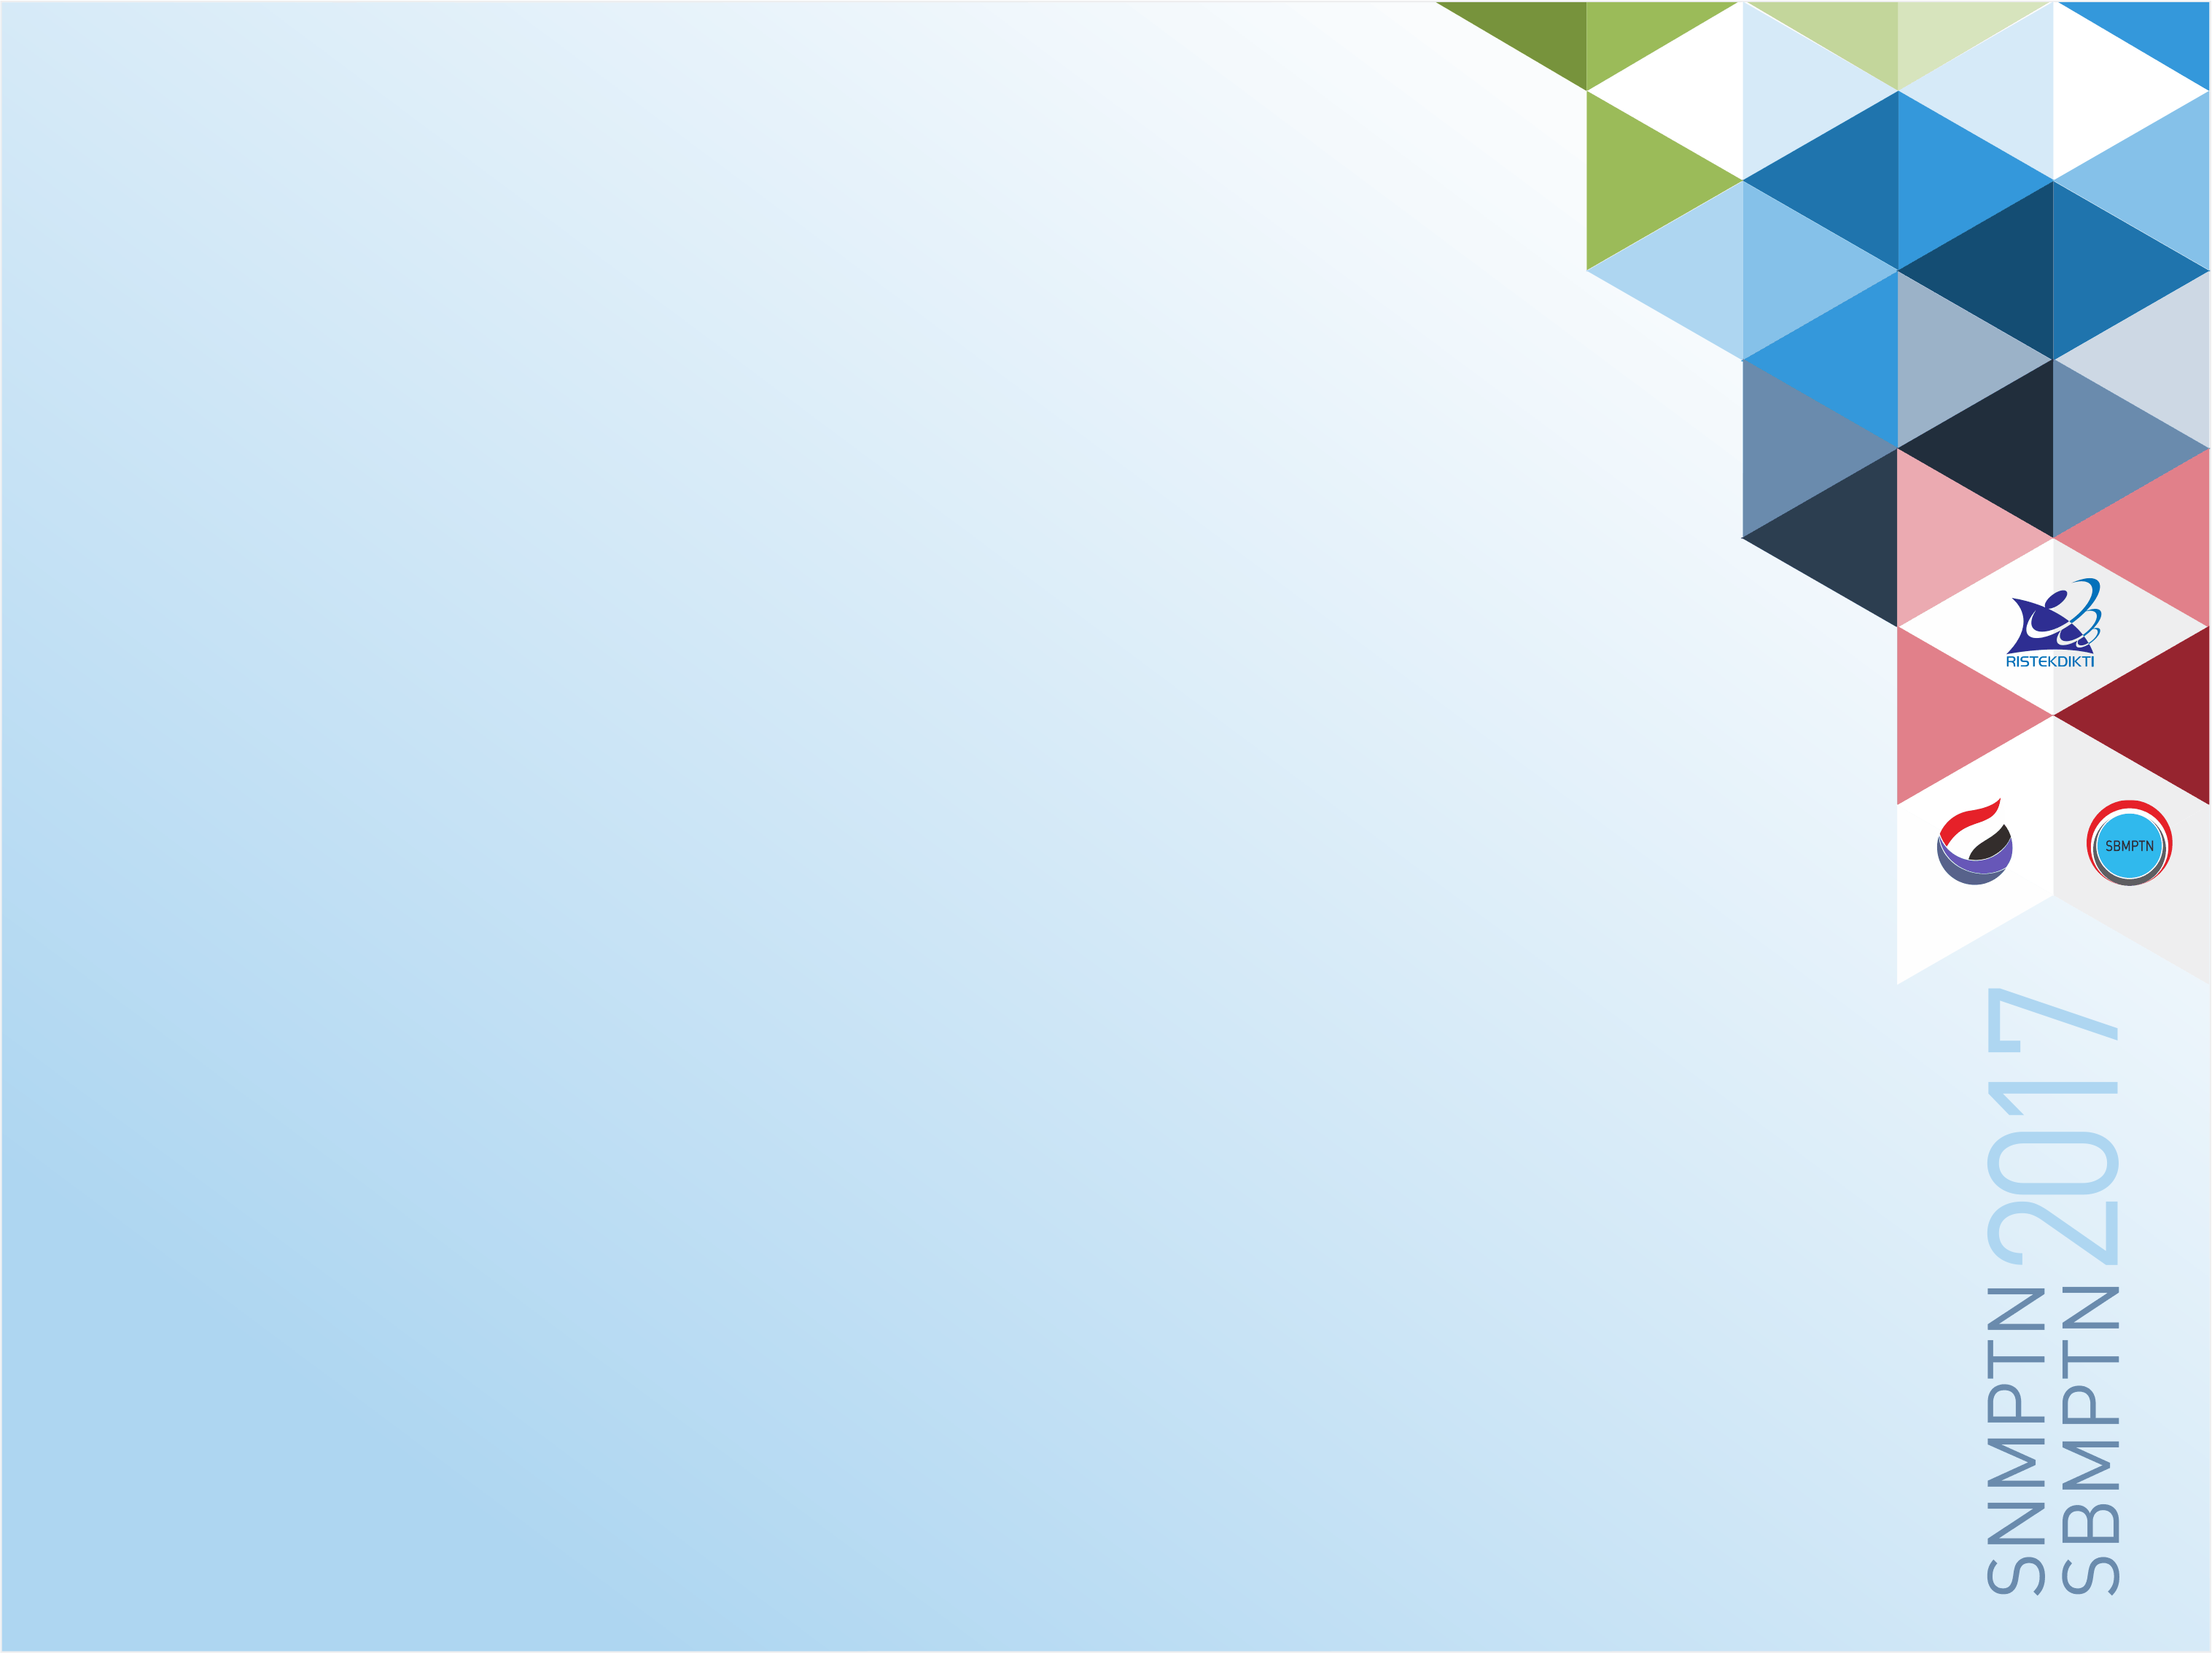 RISTEKDIKTI
SBMPTN
SNMPTN
SBMPTN
2017